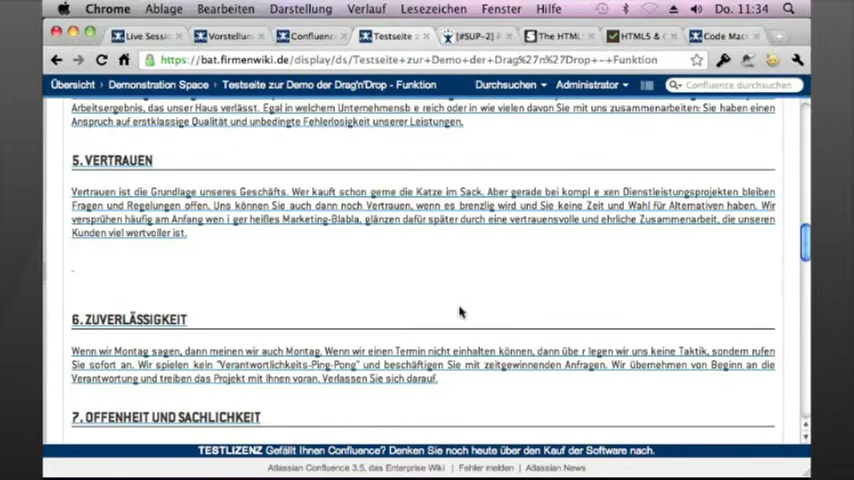 Chrome Ablage Bearbeiten Darstellung Verlauf Lesezeichen Fenster Hilfe Do. 11:34
Live Sessi Vorstellun Confluenc Testseite [#SUP-2] F The HTML HTML5 & C Code Mac
https://bat.firmenwiki.de/display/ds/Testseite+zur+Demo+der+Drag%27n%27Drop+-+Funktion
Übersicht › Demonstration Space › Testseite zur Demo der Drag'n'Drop - Funktion Durchsuchen Administrator Confluence durchsuchen
Arbeitsergebnis, das unser Haus verlässt. Egal in welchem Unternehmensb e reich oder in wie vielen davon Sie mit uns zusammenarbeiten: Sie haben einen
Anspruch auf erstklassige Qualität und unbedingte Fehlerlosigkeit unserer Leistungen.
5. VERTRAUEN
Vertrauen ist die Grundlage unseres Geschäfts. Wer kauft schon gerne die Katze im Sack. Aber gerade bei kompl e xen Dienstleistungsprojekten bleiben
Fragen und Regelungen offen. Uns können Sie auch dann noch Vertrauen, wenn es brenzlig wird und Sie keine Zeit und Wahl für Alternativen haben. Wir
versprühen häufig am Anfang wen i ger heißes Marketing-Blabla, glänzen dafür später durch eine vertrauensvolle und ehrliche Zusammenarbeit, die unseren
Kunden viel wertvoller ist.
6. ZUVERLÄSSIGKEIT
Wenn wir Montag sagen, dann meinen wir auch Montag. Wenn wir einen Termin nicht einhalten können, dann übe r legen wir uns keine Taktik, sondern rufen
Sie sofort an. Wir spielen kein "Verantwortlichkeits-Ping-Pong" und beschäftigen Sie mit zeitgewinnenden Anfragen. Wir übernehmen von Beginn an die
Verantwortung und treiben das Projekt mit Ihnen voran. Verlassen Sie sich darauf.
7. OFFENHEIT UND SACHLICHKEIT
TESTLIZENZ Gefällt Ihnen Confluence? Denken Sie noch heute über den Kauf der Software nach.
Atlassian Confluence 3.5, das Enterprise Wiki | Fehler melden | Atlassian News